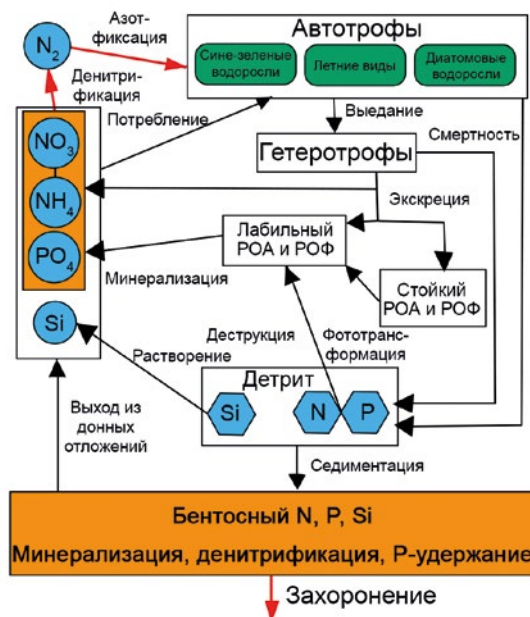 Азот-
фиксация
N2
Автотрофы
Сине-зеленые
водоросли
Летние виды
Диатомовые
водоросли
Денитри-
фикация
Потребление
Выедание
Смертность
NO3
NH4
PO4
Si
Гетеротрофы
Экскреция
Лабильный
РОА и РОФ
Стойкий
РОА и РОФ
Минерализация
Деструкция
Фототранс-
формация
Растворение
Детрит
Si
N
P
Выход из
донных
отложений
Седиментация
Бентосный N, P, Si
Минерализация, денитрификация, Р-удержание
Захоронение